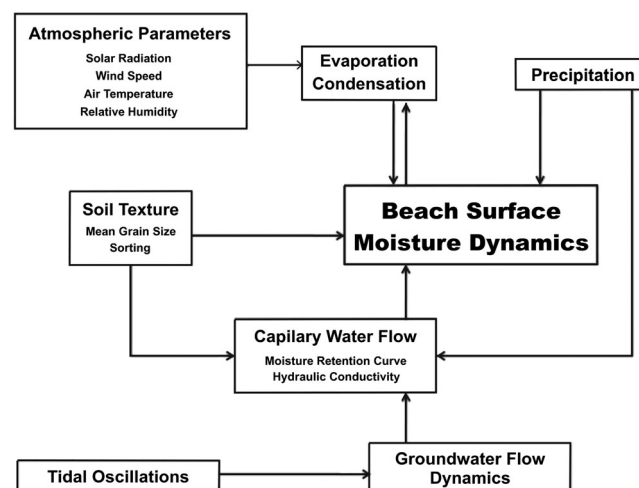 Atmospheric Parameters
Solar Radiation
Wind Speed
Air Temperature
Relative Humidity
Evaporation
Condensation
Precipitation
Soil Texture
Mean Grain Size
Sorting
Beach Surface
Moisture Dynamics
Capilary Water Flow
Moisture Retention Curve
Hydraulic Conductivity
Tidal Oscillations
Groundwater Flow
Dynamics